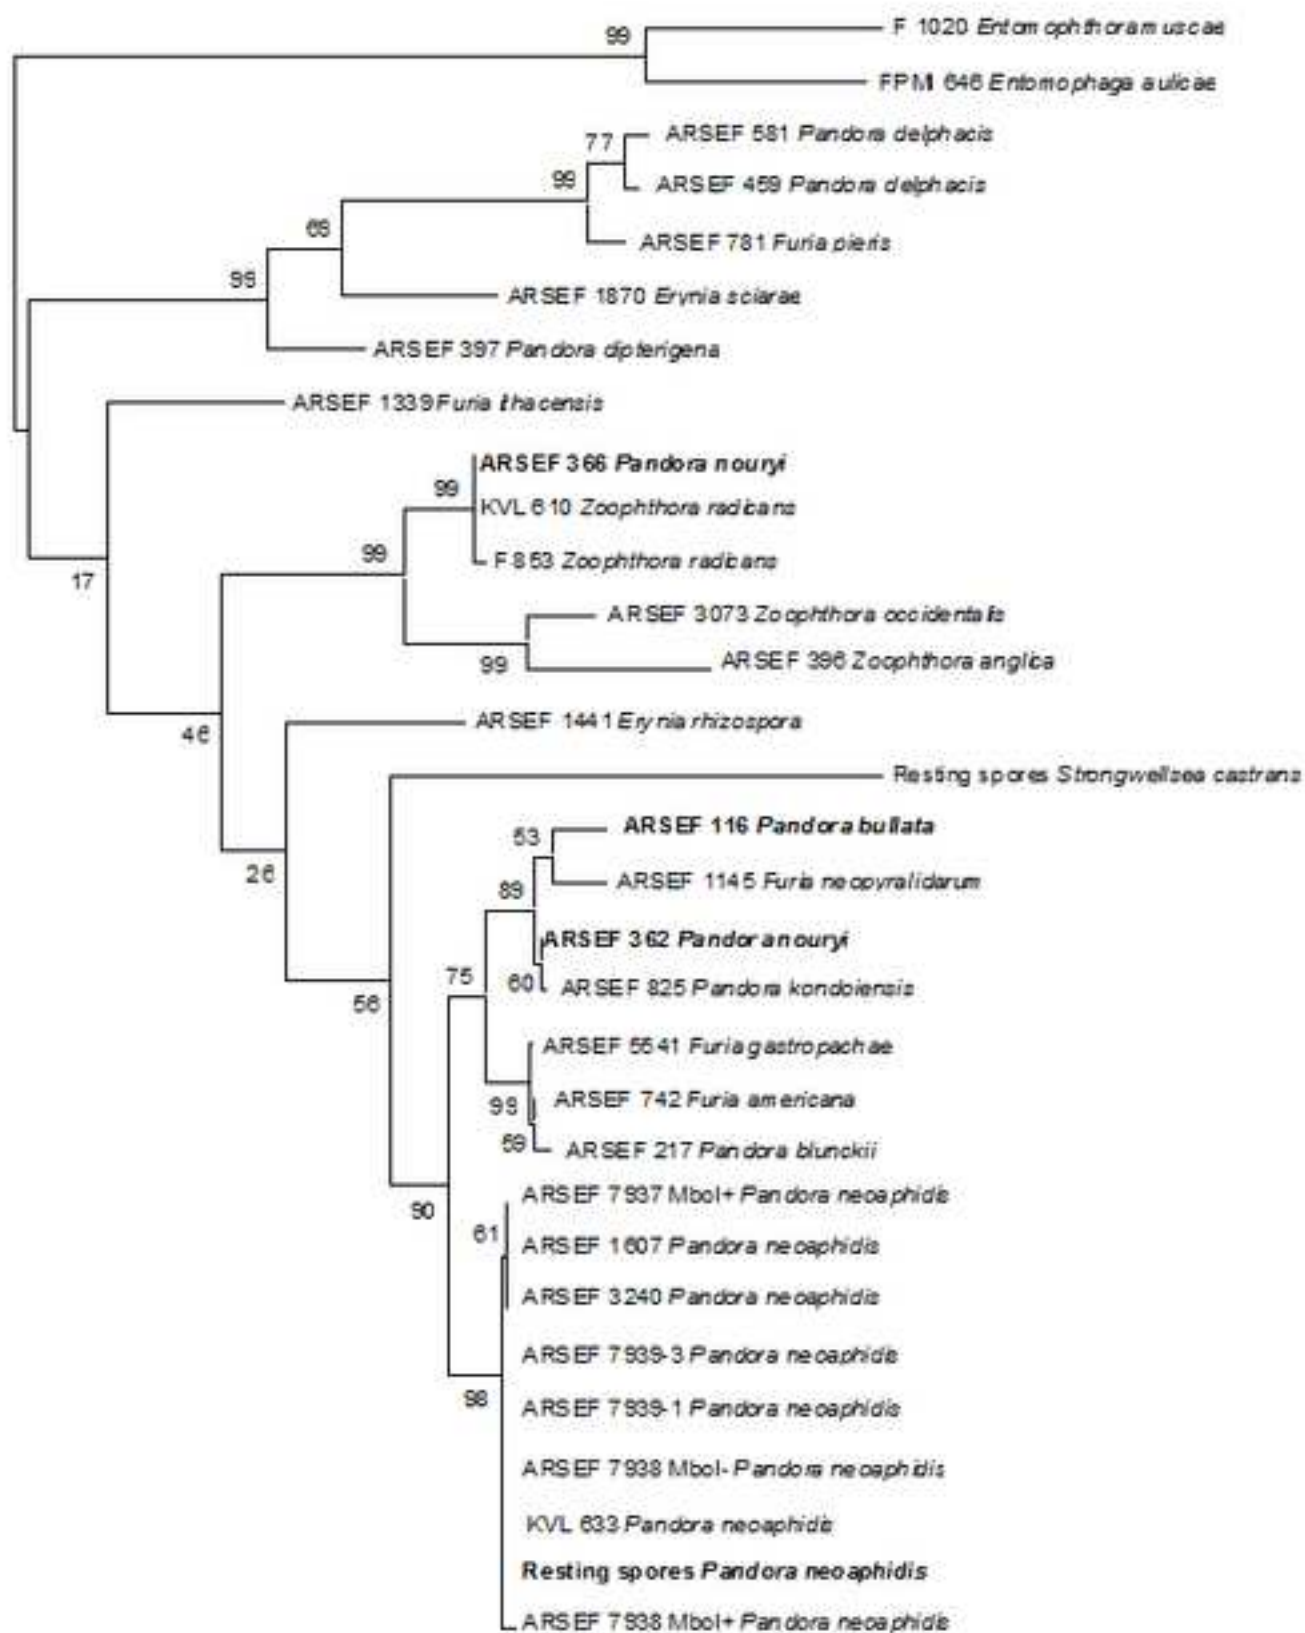 99
F 1020 Entomophthora muscae
FPMI 646 Entomophaga aulicae
77
ARSEF 581 Pandora delphacis
99
ARSEF 459 Pandora delphacis
69
ARSEF 781 Furia pieris
99
ARSEF 1870 Erynia sciarae
ARSEF 397 Pandora dipterigena
ARSEF 1339 Furia ithacensis
ARSEF 366 Pandora nouryi
99
KVL 610 Zoophthora radicans
99
F 853 Zoophthora radicans
17
ARSEF 3073 Zoophthora occidentalis
99
ARSEF 396 Zoophthora anglica
ARSEF 1441 Erynia rhizospora
46
Resting spores Strongwellsea castrans
53
ARSEF 116 Pandora bullata
26
89
ARSEF 1145 Furia neopyralidarum
ARSEF 362 Pandora nouryi
75
60
ARSEF 825 Pandora kondoiensis
56
ARSEF 5541 Furia gastropachae
99
ARSEF 742 Furia americana
59
ARSEF 217 Pandora blunckii
ARSEF 7937 Mbol+ Pandora neoaphidis
90
61
ARSEF 1607 Pandora neoaphidis
ARSEF 3240 Pandora neoaphidis
ARSEF 7939-3 Pandora neoaphidis
98
ARSEF 7939-1 Pandora neoaphidis
ARSEF 7938 Mbol- Pandora neoaphidis
KVL 633 Pandora neoaphidis
Resting spores Pandora neoaphidis
ARSEF 7938 Mbol+ Pandora neoaphidis